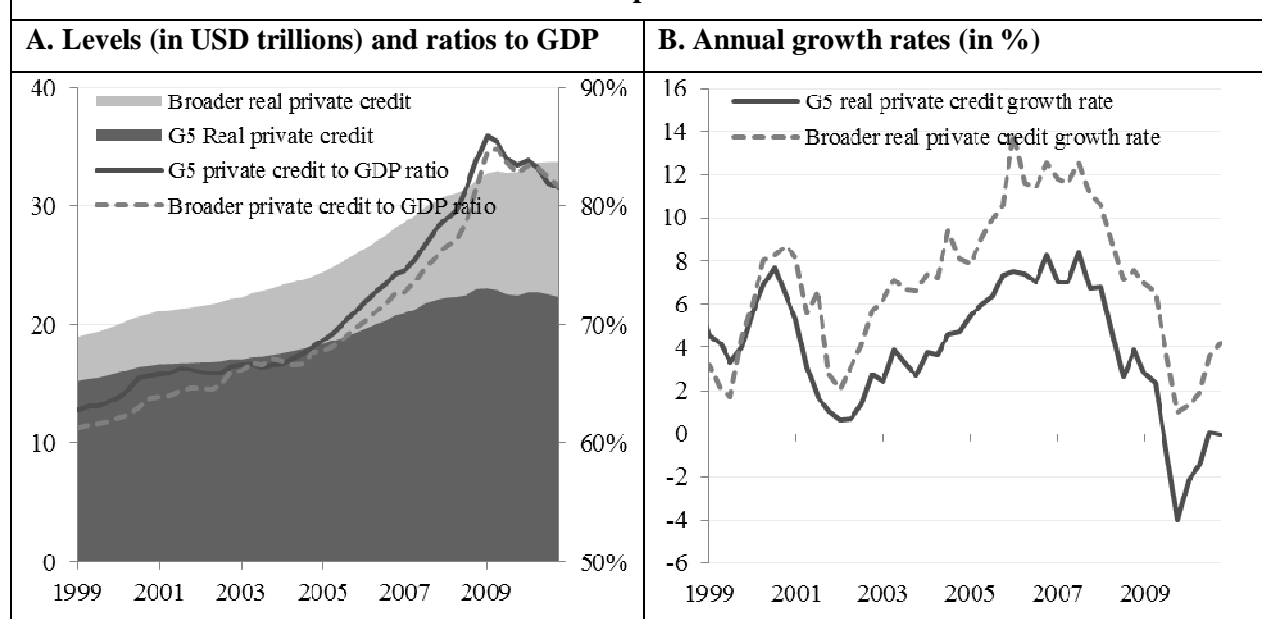 A. Levels (in USD trillions) and ratios to GDP
40
30
20
10
0
90%
80%
70%
60%
50%
Broader real private credit
G5 Real private credit
G5 private credit to GDP ratio
Broader private credit to GDP ratio
1999 2001 2003 2005 2007 2009
B. Annual growth rates (in %)
16
14
12
10
8
6
4
2
0
-2
-4
-6
G5 real private credit growth rate
Broader real private credit growth rate
1999 2001 2003 2005 2007 2009